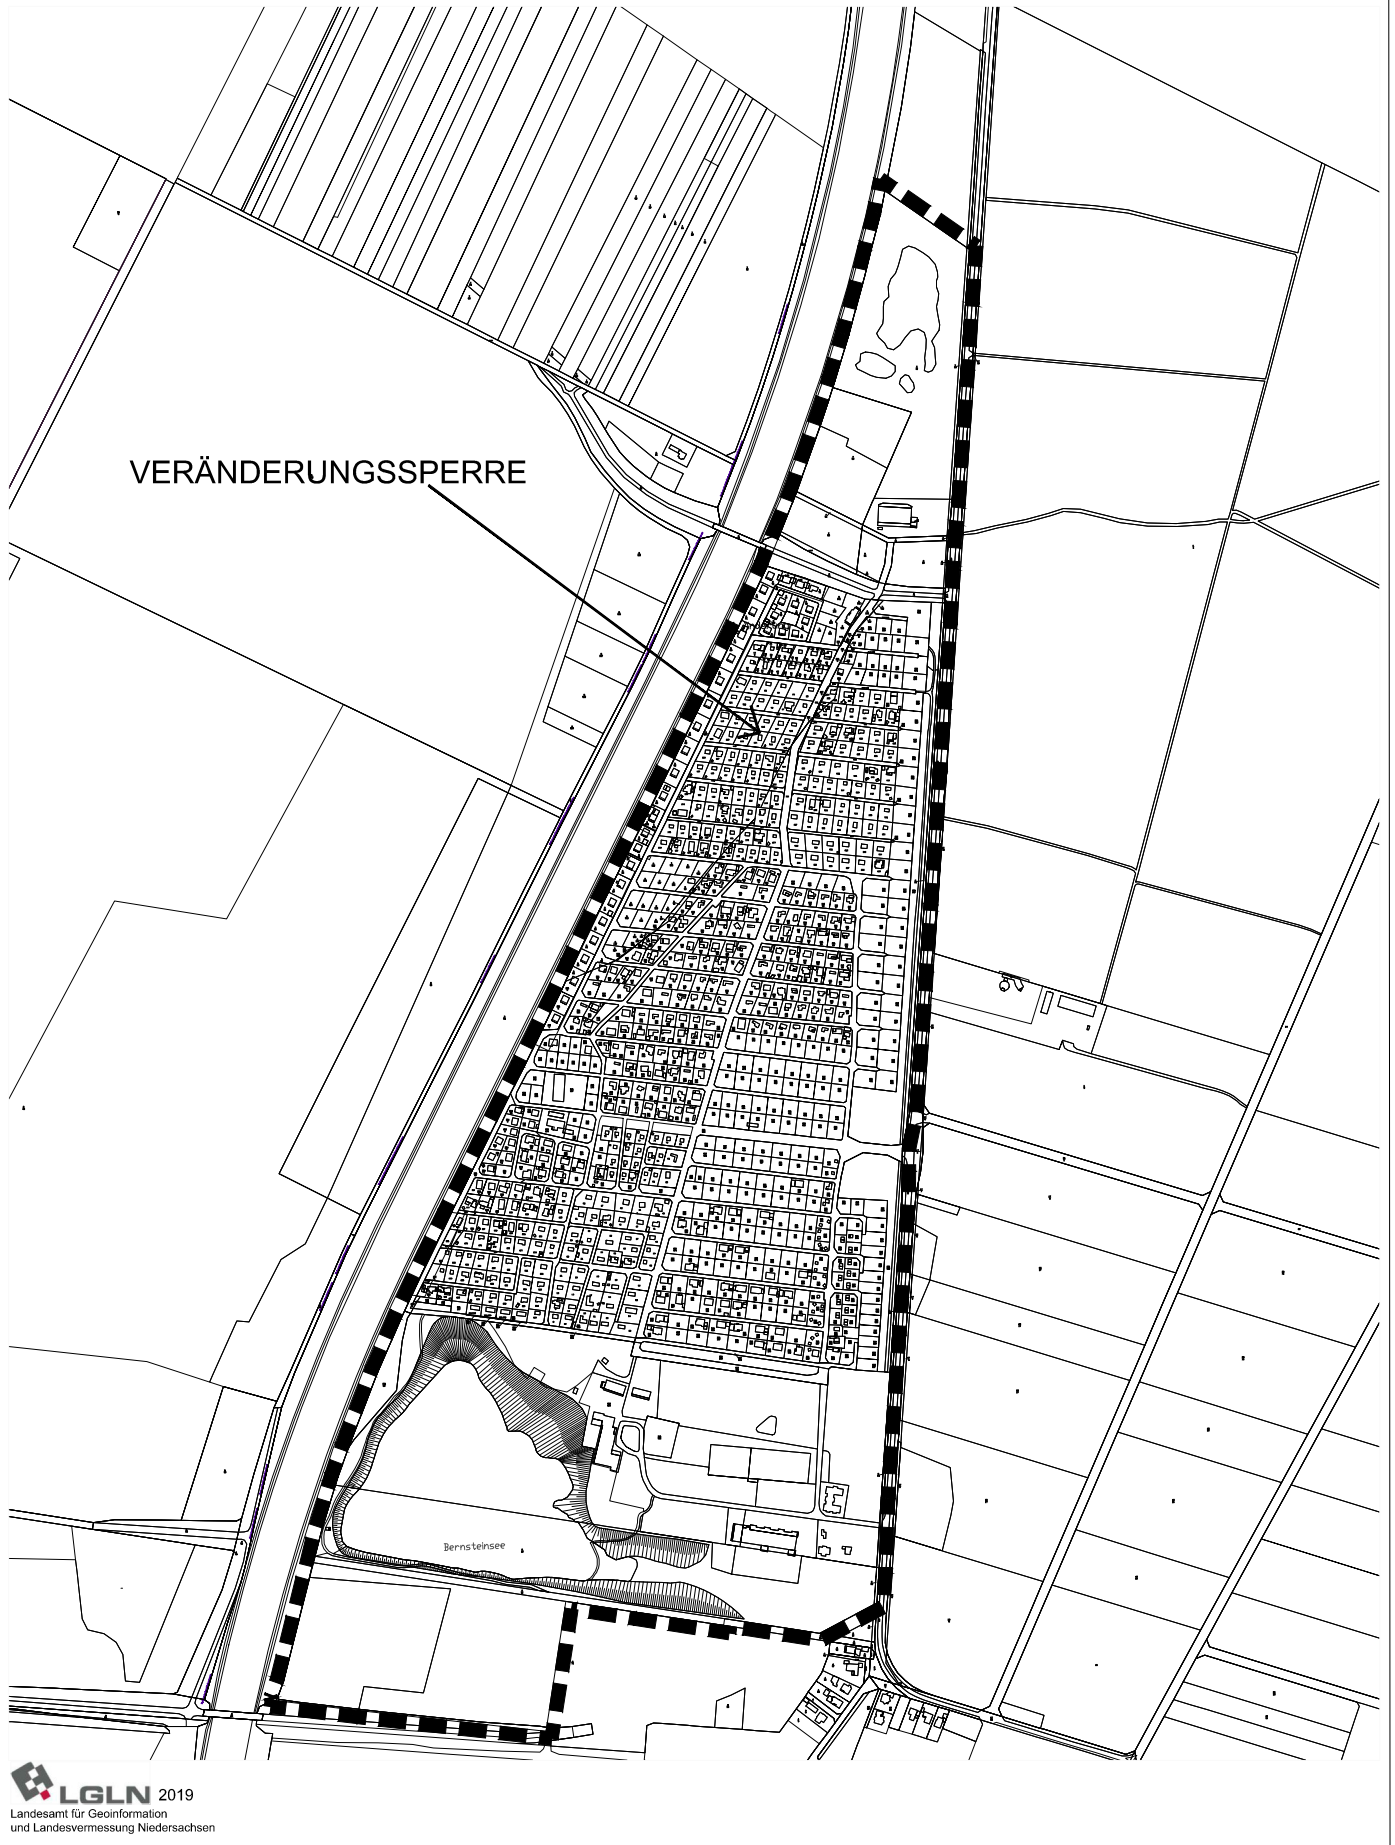 VERÄNDERUNGSSPERRE
Bernsteinsee
LGLN 2019
Landesamt für Geoinformation
und Landesvermessung Niedersachsen